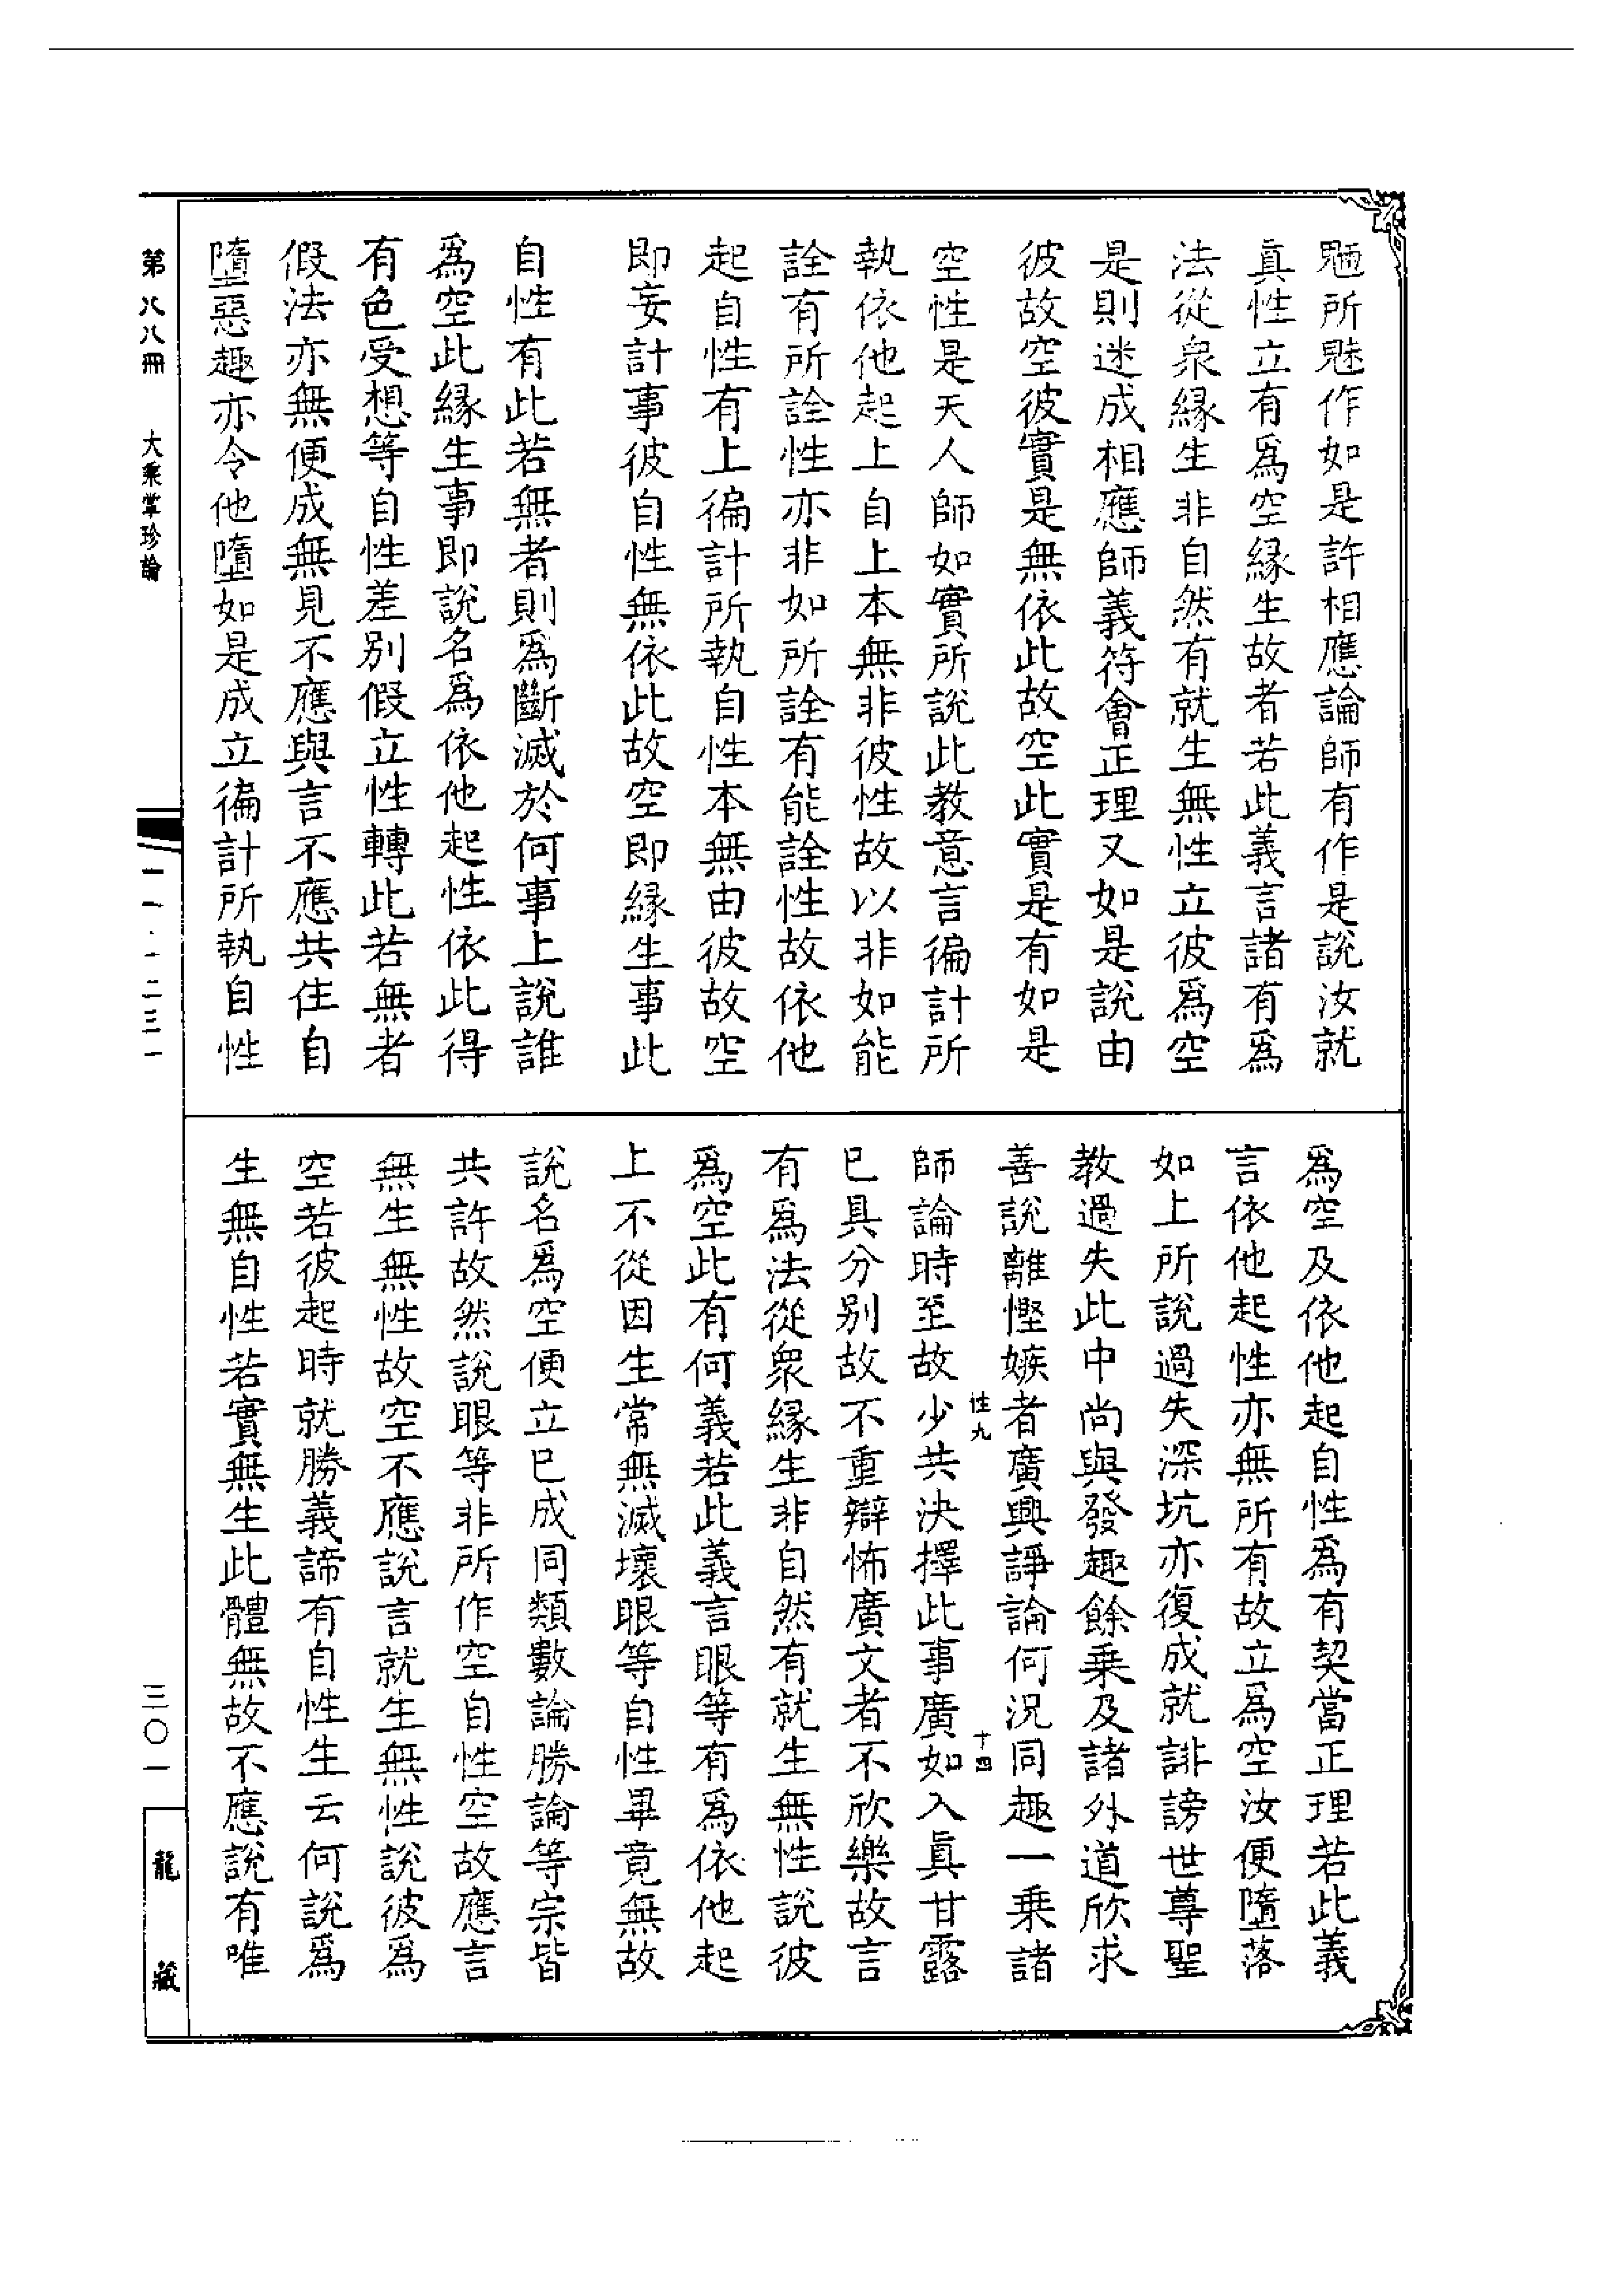 魎所魅作如是許相應論師有作是說汝就
真性立有爲空緣生故者若此義言諸有爲
法從衆緣生非自然有就生無性立彼爲空
是則迷成相應師義符會正理又如是說由
彼故空彼實是無依此故空此實是有如是
空性是天人師如實所說此教意言徧計所
執依他起上自上本無非彼性故以非如能
詮有所詮性亦非如所詮有能詮性故依他
起自性有上徧計所執自性本無由彼故空
即妄計事彼自性無依此故空即緣生事此
自性有此若無者則爲斷滅於何事上說誰
爲空此緣生事即說名爲依他起性依此得
有色受想等自性差別假立性轉此若無者
假法亦無便成無見不應與言不應共住自
墮惡趣亦令他墮如是成立徧計所執自性
爲空及依他起自性爲有契當正理若此義
言依他起性亦無所有故立爲空汝便墮落
如上所說過失深坑亦復成就誹謗世尊聖
教過失此中尚與發趣餘乘及諸外道欣求
善說離慳嫉者廣興諍論何況同趣一乘諸
性九
十四
師論時至故少共決擇此事廣如入眞甘露
已具分別故不重辯怖廣文者不欣樂故言
有爲法從衆緣生非自然有就生無性說彼
爲空此有何義若此義言眼等有爲依他起
上不從因生常無滅壞眼等自性畢竟無故
說名爲空便立已成同類數論勝論等宗皆
共許故然說眼等非所作空自性空故應言
無生無性故空不應說言就生無性說彼爲
空若彼起時就勝義諦有自性生云何說爲
生無自性若實無生此體無故不應說有唯
第八八冊
大乘掌珍論
二一·一二三一
三〇一
龍藏